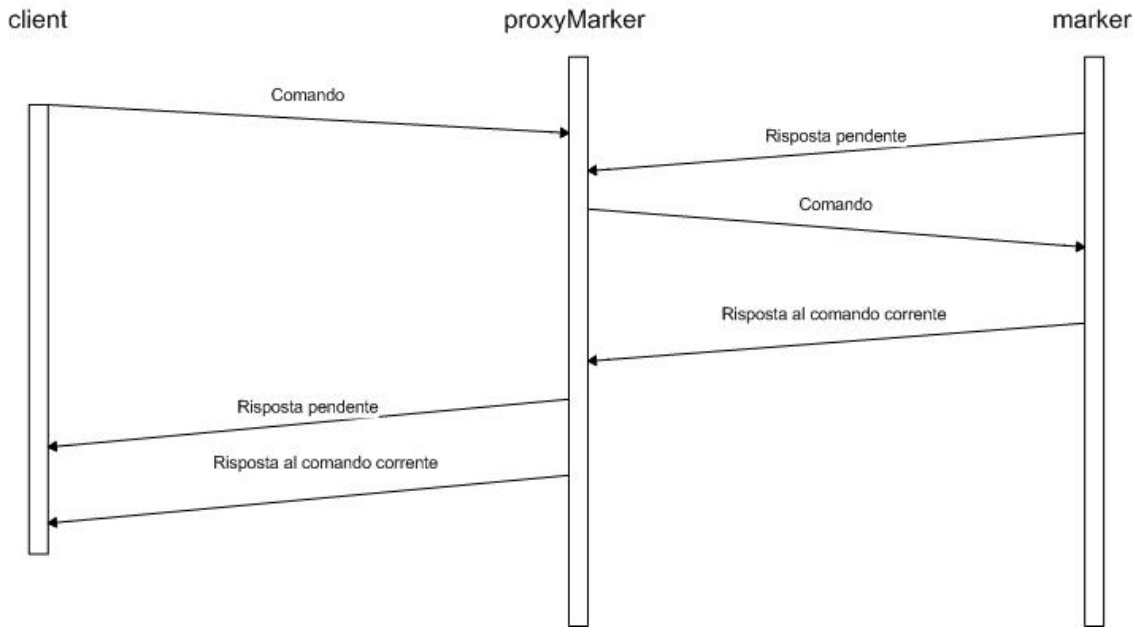 client
proxyMarker
marker
Comando
Risposta pendente
Comando
Risposta al comando corrente
Risposta pendente
Risposta al comando corrente